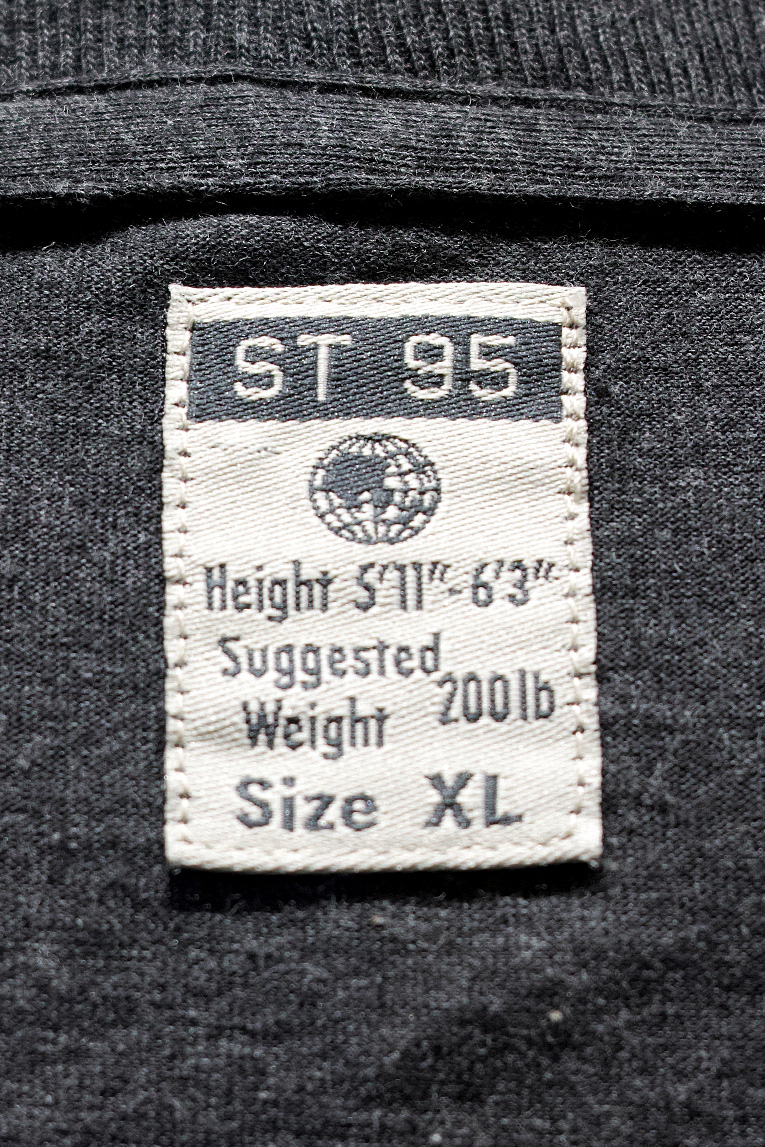 ST 95
Height 5'11"-6'3"
Suggested
Weight 200lb
Size XL